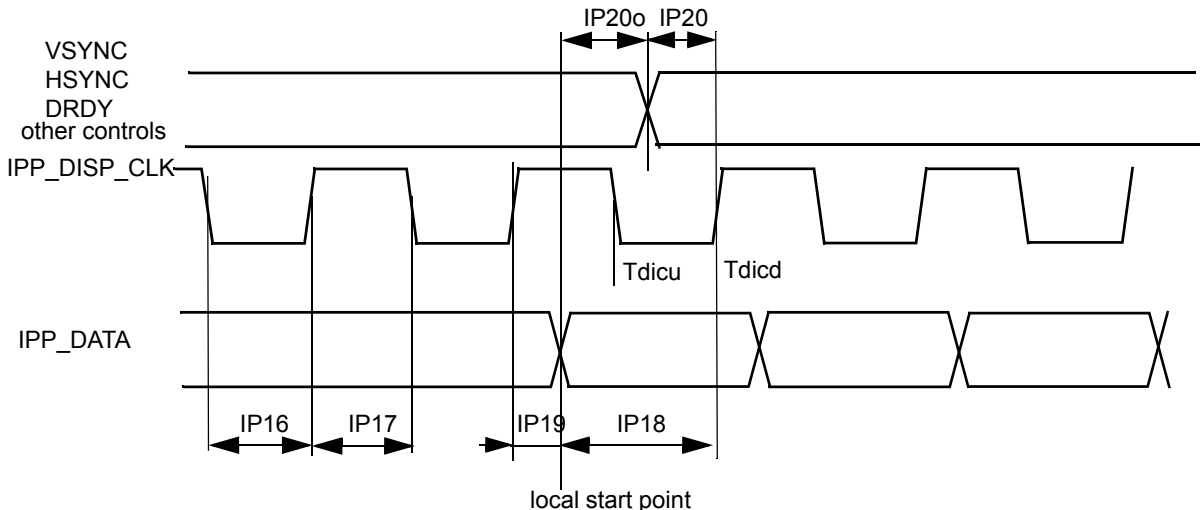 IP20o IP20
VSYNC
HSYNC
DRDY
other controls
IPP_DISP_CLK
Tdicu
Tdicd
IPP_DATA
IP16
IP17
IP19
IP18
local start point